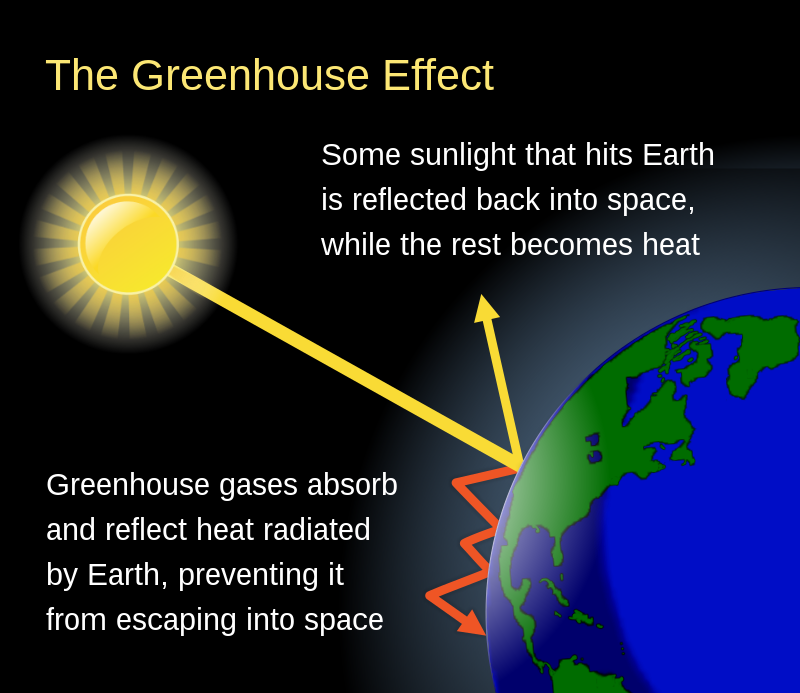 The Greenhouse Effect
Some sunlight that hits Earth
is reflected back into space,
while the rest becomes heat
Greenhouse gases absorb
and reflect heat radiated
by Earth, preventing it
from escaping into space